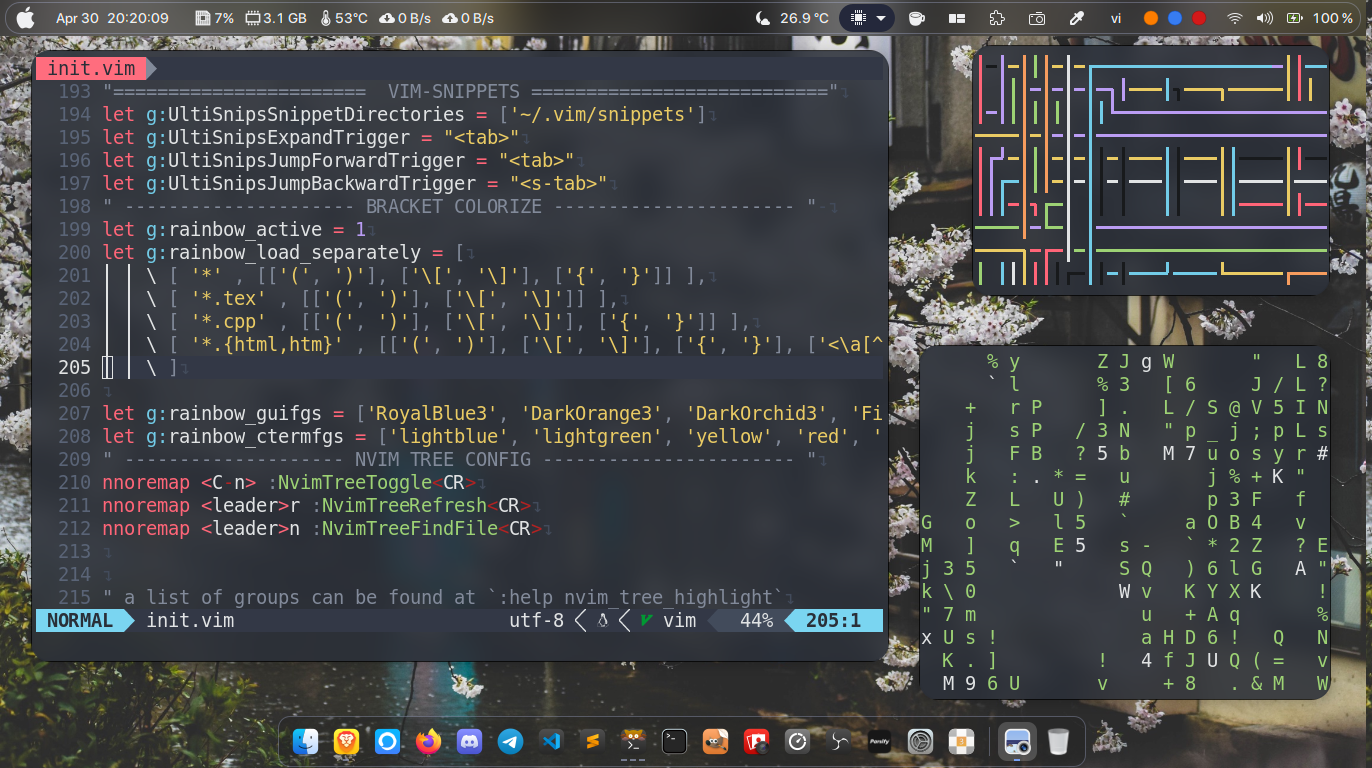 Apr 30 20:20:09 7% 3.1 GB 53°C 0 B/s 0 B/s 26.9 °C vi 100 %
init.vim
193 "======================= VIM-SNIPPETS ==========================="
194 let g:UltiSnipsSnippetDirectories = ['~/.vim/snippets']
195 let g:UltiSnipsExpandTrigger = "<tab>"
196 let g:UltiSnipsJumpForwardTrigger = "<tab>"
197 let g:UltiSnipsJumpBackwardTrigger = "<s-tab>"
198 " --------------------- BRACKET COLORIZE ---------------------- "
199 let g:rainbow_active = 1
200 let g:rainbow_load_separately = [
201 \ [ '*' , [['(', ')'], ['\[', '\]'], ['{', '}']] ],
202 \ [ '*.tex' , [['(', ')'], ['\[', '\]']] ],
203 \ [ '*.cpp' , [['(', ')'], ['\[', '\]'], ['{', '}']] ],
204 \ [ '*.{html,htm}' , [['(', ')'], ['\[', '\]'], ['{', '}'], ['<\a[^
205 \ ]
206
207 let g:rainbow_guifgs = ['RoyalBlue3', 'DarkOrange3', 'DarkOrchid3', 'Fi
208 let g:rainbow_ctermfgs = ['lightblue', 'lightgreen', 'yellow', 'red', '
209 " -------------------- NVIM TREE CONFIG ----------------------- "
210 nnoremap <C-n> :NvimTreeToggle<CR>
211 nnoremap <leader>r :NvimTreeRefresh<CR>
212 nnoremap <leader>n :NvimTreeFindFile<CR>
213
214
215 " a list of groups can be found at `:help nvim_tree_highlight`
NORMAL init.vim utf-8 vim 44% 205:1
% y Z J g W " L 8
` l % 3 [ 6 J / L ?
+ r P ] . L / S @ V 5 I N
j s P / 3 N " p _ j ; p L s
j F B ? 5 b M 7 u o s y r #
k : . * = u j % + K "
Z L U ) # p 3 F f
G o > l 5 ` a O B 4 v
M ] q E 5 s - ` * 2 Z ? E
j 3 5 ` " S Q ) 6 l G A "
k \ 0 W v K Y X K !
" 7 m u + A q %
x U s ! a H D 6 ! Q N
K . ] ! 4 f J U Q ( = v
M 9 6 U v + 8 . & M W
Parsify